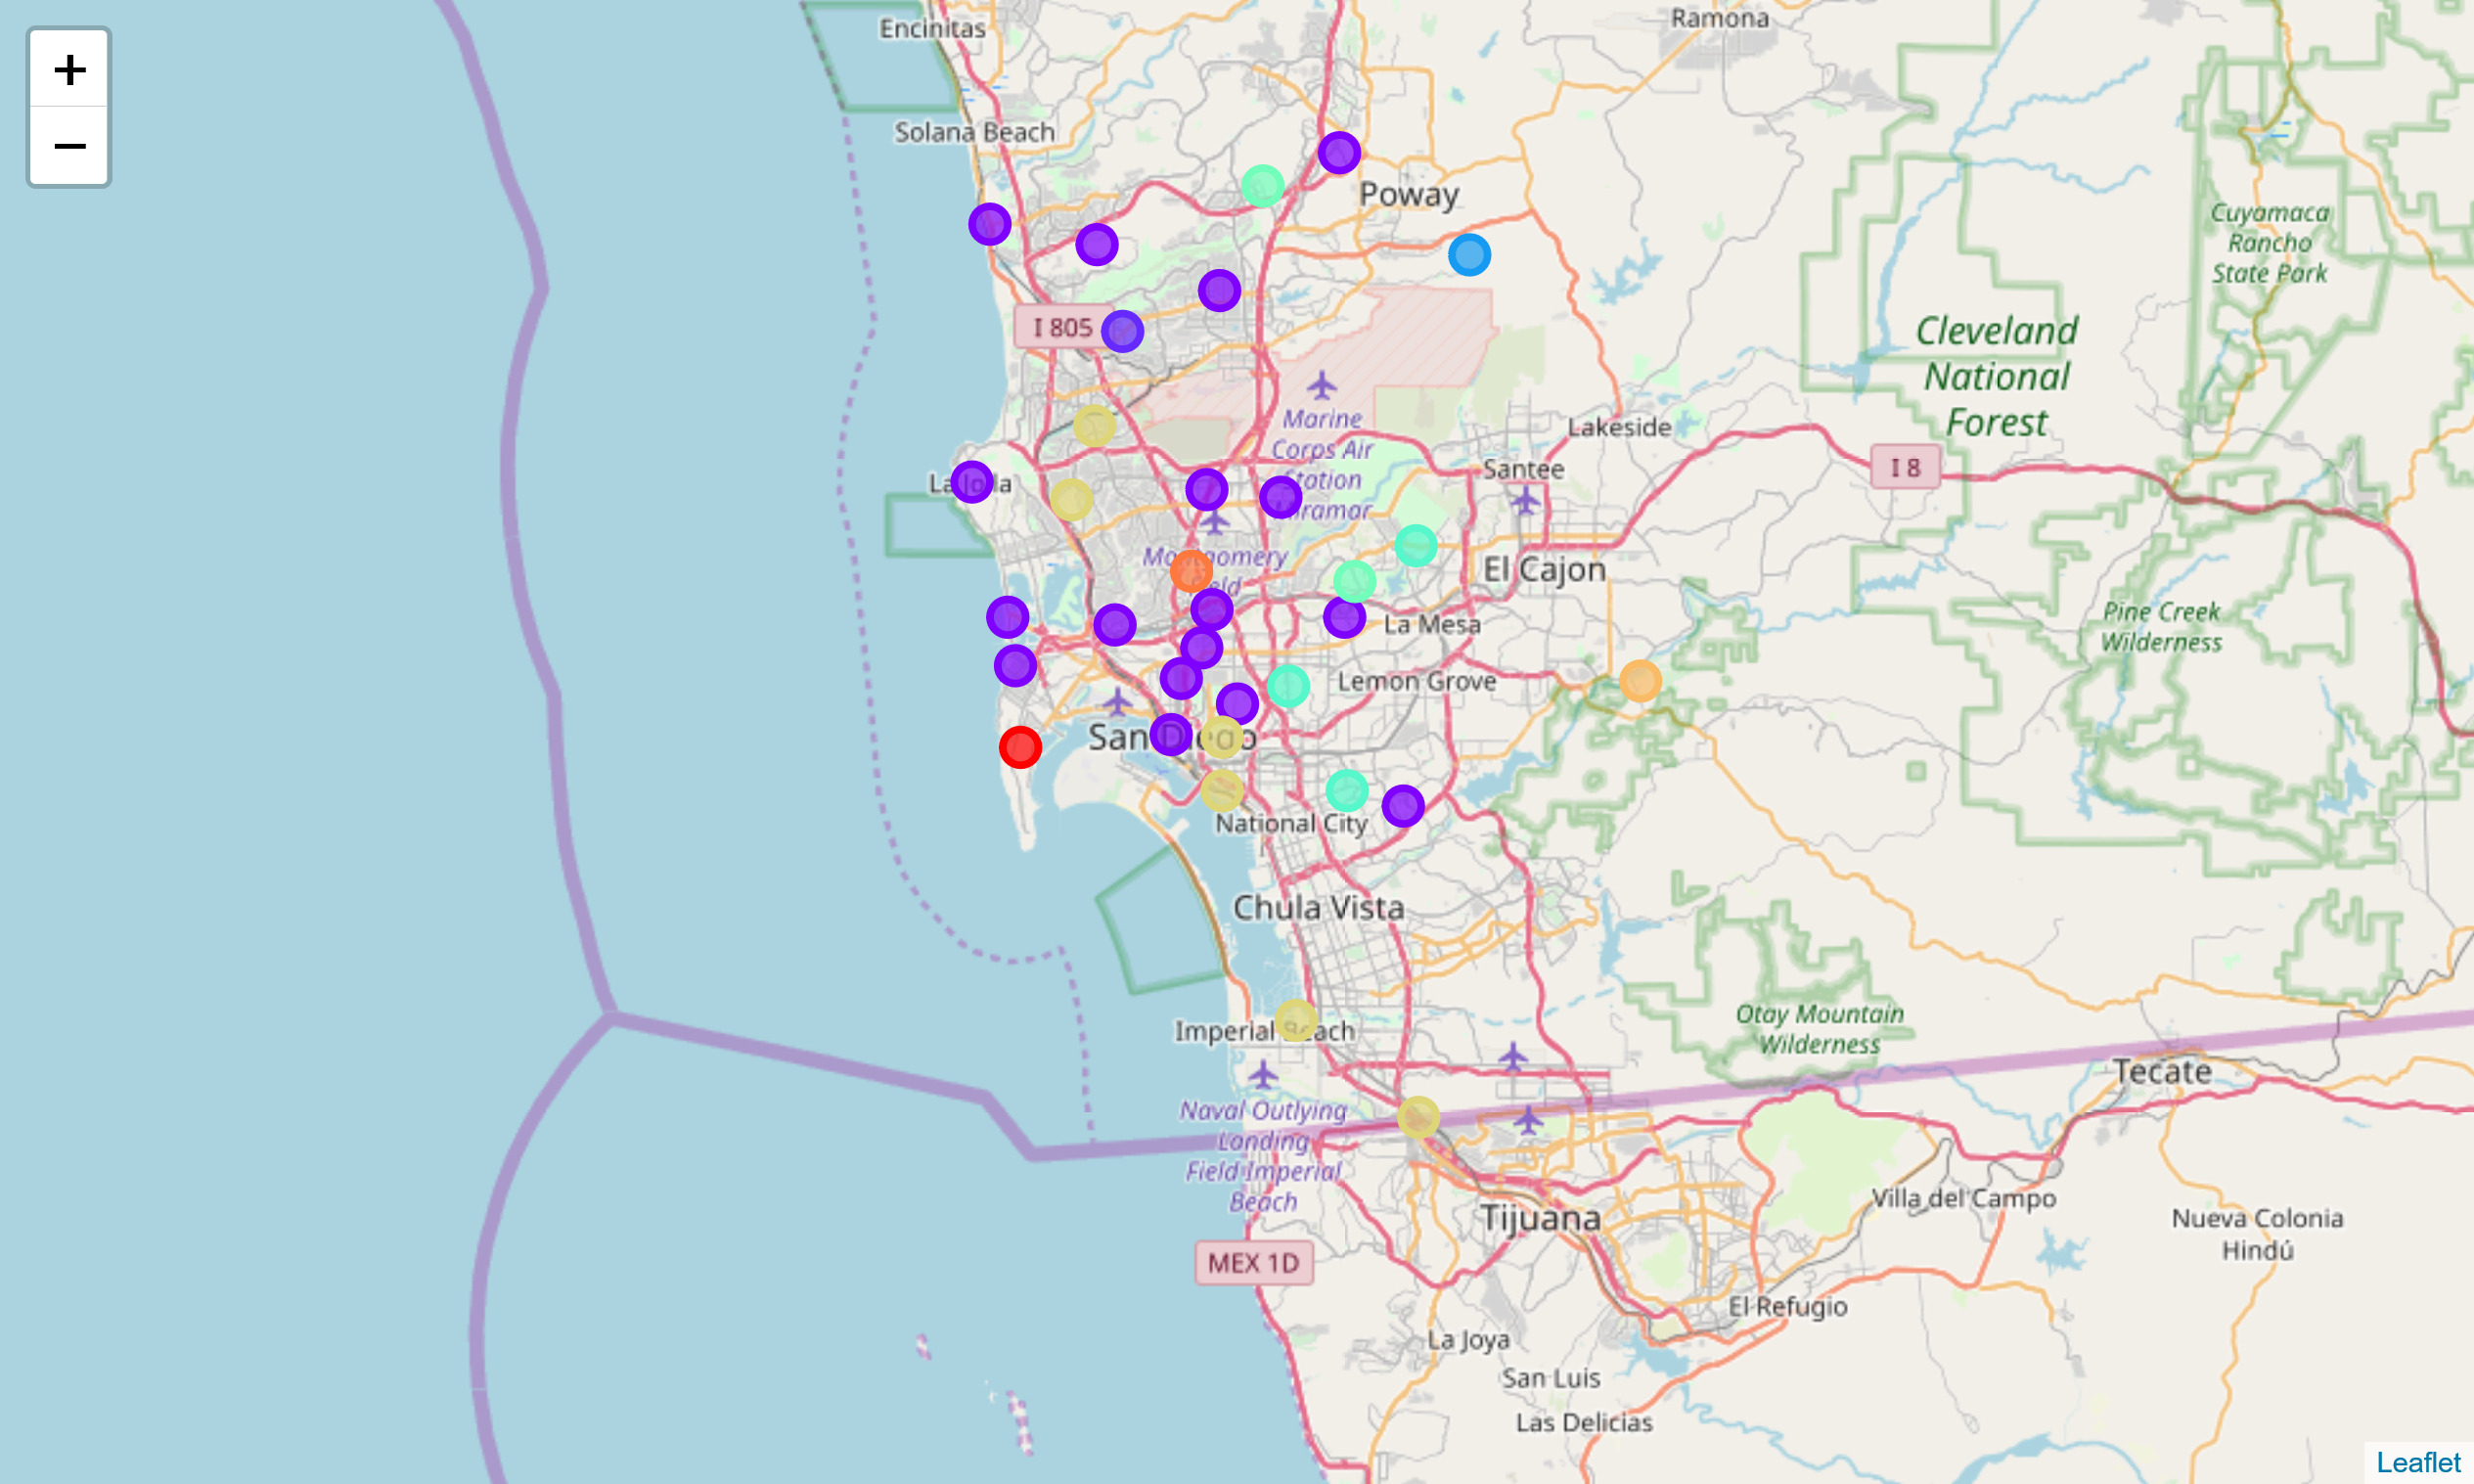 +
−
Encinitas
Ramona
Solana Beach
Poway
Cuyamaca
Rancho
State Park
I 805
Cleveland
National
Forest
Marine
Corps Air
Station
Miramar
Lakeside
Santee
I 8
La Jolla
Montgomery
Field
El Cajon
La Mesa
Pine Creek
Wilderness
Lemon Grove
San Diego
National City
Chula Vista
Imperial Beach
Otay Mountain
Wilderness
Tecate
Naval Outlying
Landing
Field Imperial
Beach
Tijuana
Villa del Campo
Nueva Colonia
Hindú
MEX 1D
El Refugio
La Joya
San Luis
Las Delicias
Leaflet